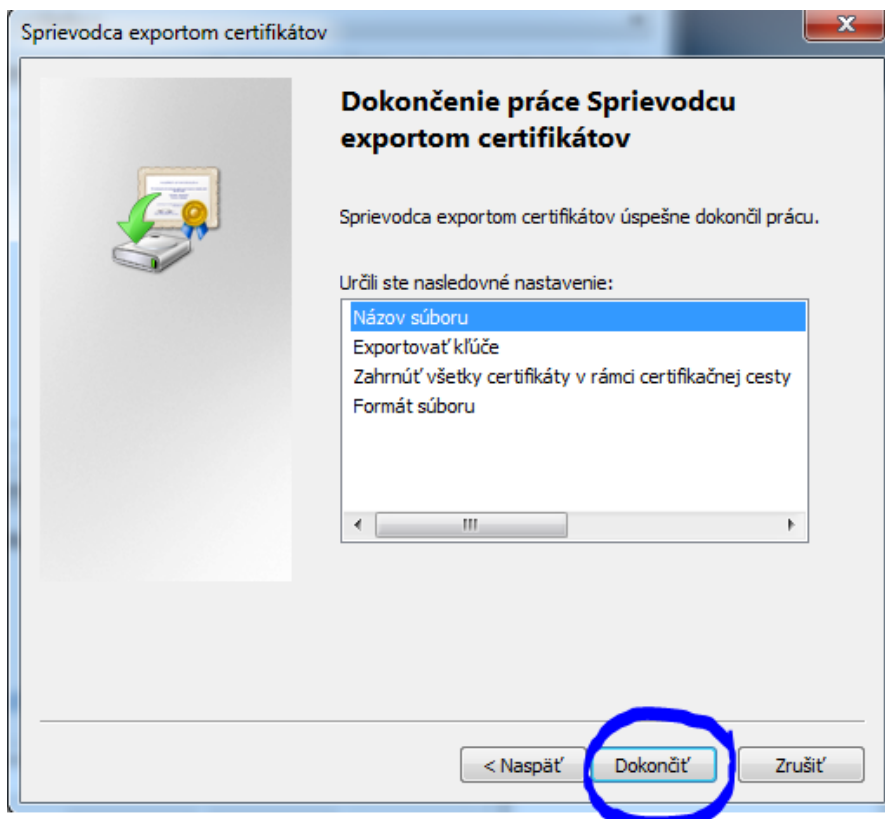 Sprievodca exportom certifikátov
Dokončenie práce Sprievodcu
exportom certifikátov
Sprievodca exportom certifikátov úspešne dokončil prácu.
Určili ste nasledovné nastavenie:
Názov súboru
Exportovať kľúče
Zahrnúť všetky certifikáty v rámci certifikačnej cesty
Formát súboru
< Naspäť
Dokončiť
Zrušiť